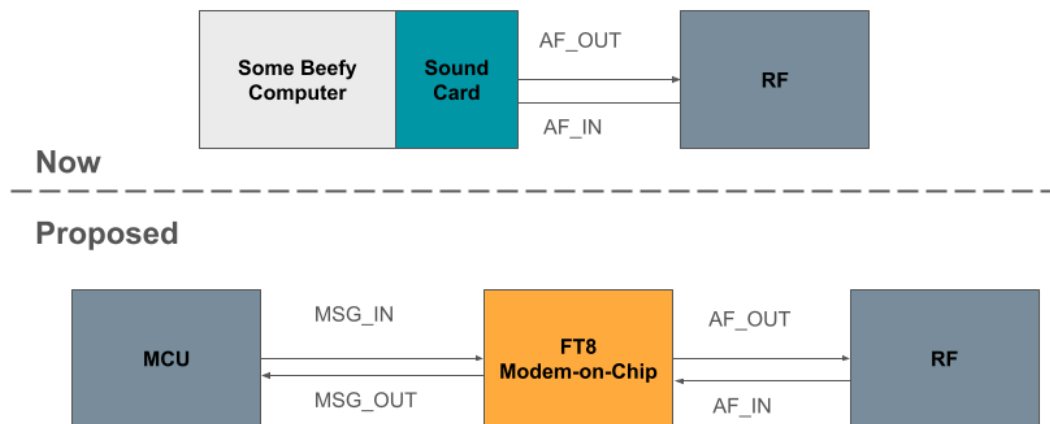 AF_OUT
Some Beefy
Computer
Sound
Card
RF
AF_IN
Now
Proposed
MSG_IN
AF_OUT
MCU
FT8
Modem-on-Chip
RF
MSG_OUT
AF_IN